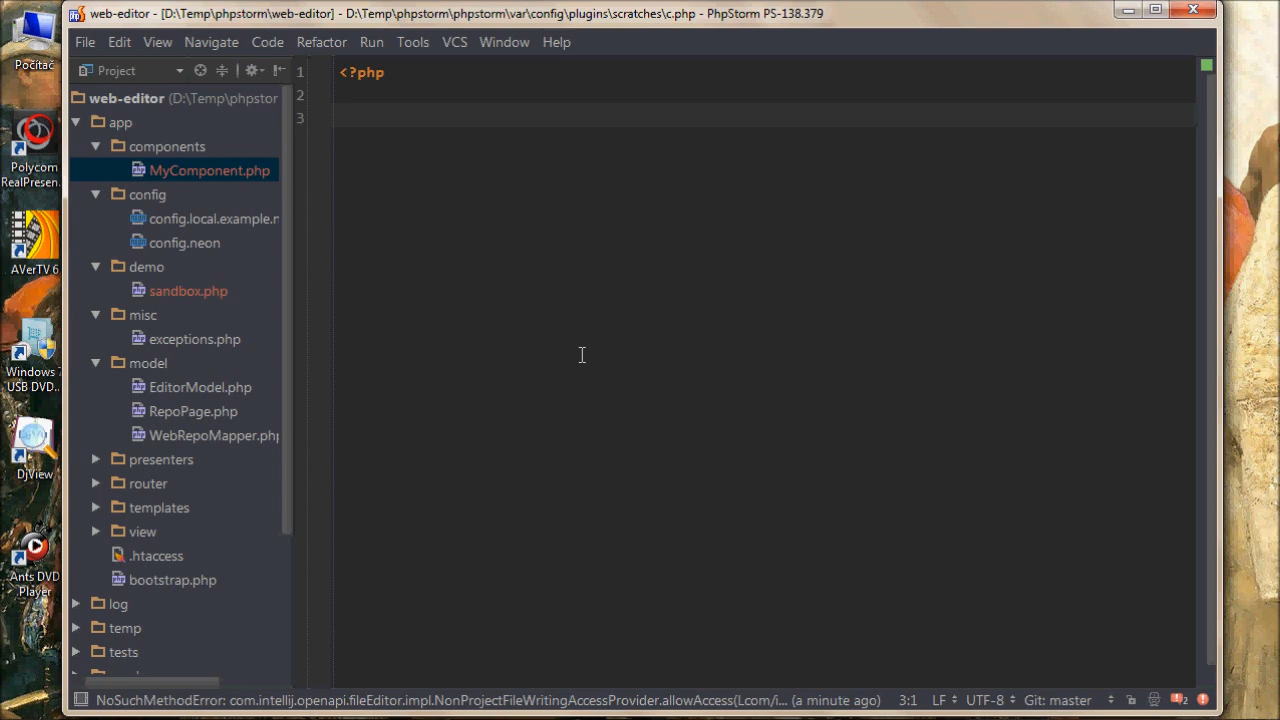 web-editor - [D:\Temp\phpstorm\web-editor] - D:\Temp\phpstorm\phpstorm\var\config\plugins\scratches\c.php - PhpStorm PS-138.379
File Edit View Navigate Code Refactor Run Tools VCS Window Help
Project
web-editor (D:\Temp\phpstor
app
components
MyComponent.php
config
config.local.example.n
config.neon
demo
sandbox.php
misc
exceptions.php
model
EditorModel.php
RepoPage.php
WebRepoMapper.php
presenters
router
templates
view
.htaccess
bootstrap.php
log
temp
tests
1 <?php
2
3
NoSuchMethodError: com.intellij.openapi.fileEditor.impl.NonProjectFileWritingAccessProvider.allowAccess(Lcom/i... (a minute ago) 3:1 LF UTF-8 Git: master 2
Počítač
Polycom
RealPresen...
AVerTV 6
Windows 7
USB DVD...
DjView
Ants DVD
Player